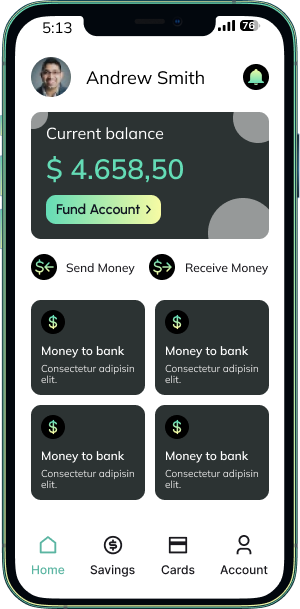 5:13
76
Andrew Smith
Current balance
$ 4.658,50
Fund Account >
$ Send Money
$ Receive Money
$
$
Money to bank
Money to bank
Consectetur adipisin
elit.
Consectetur adipisin
elit.
$
$
Money to bank
Money to bank
Consectetur adipisin
elit.
Consectetur adipisin
elit.
$
Home
Savings
Cards
Account